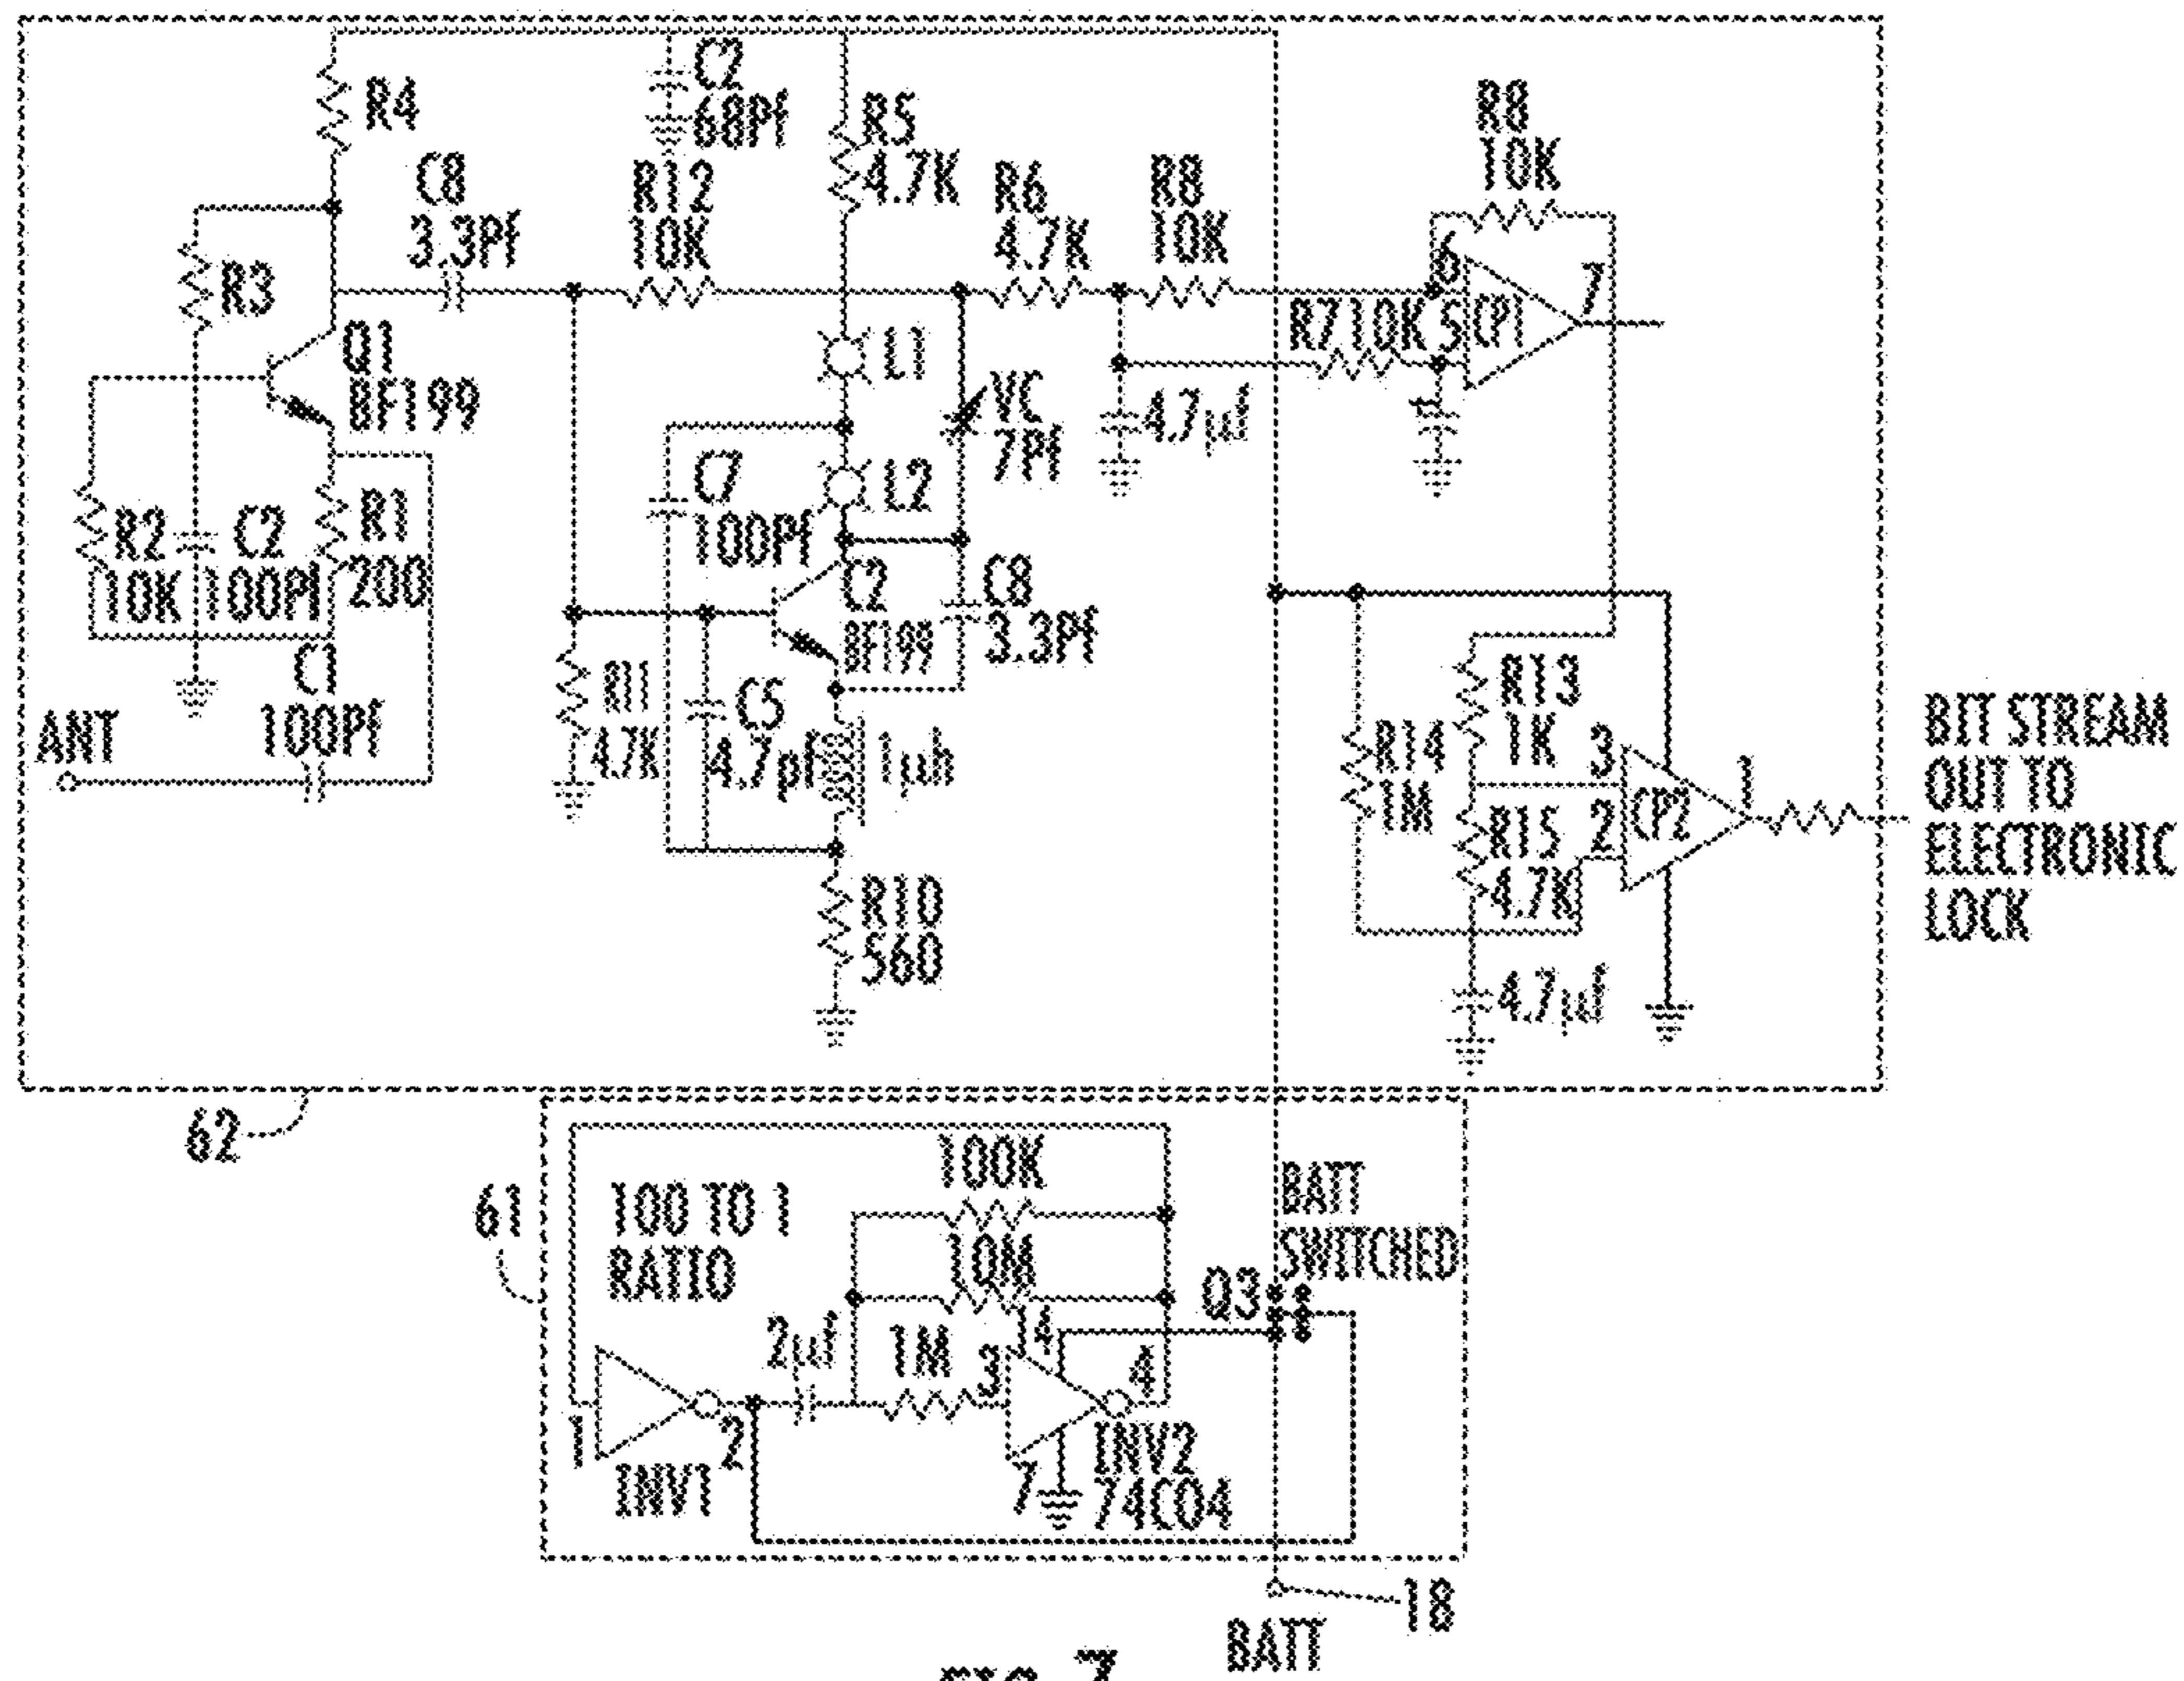 C2
68Pf
R4
R5
4.7K
R8
10K
C8
3.3Pf
R12
10K
R6
4.7K
R8
10K
R3
6
7
R7 10K 5
CP1
Q1
BF199
L1
VC
7Pf
4.7µf
C7
100Pf
L2
R2
10K
C2
100Pf
R1
200
C2
BF199
C8
3.3Pf
C1
100Pf
ANT
R11
4.7K
C5
4.7pf
1µh
R13
1K
R14
1M
3
2
CP2
1
R15
4.7K
BIT STREAM
OUT TO
ELECTRONIC
LOCK
R10
560
4.7µf
62
61
100 TO 1
RATIO
100K
10M
BATT
SWITCHED
Q3
2µf
1M
3
14
4
1
2
INV1
7
INV2
74C04
18
BATT